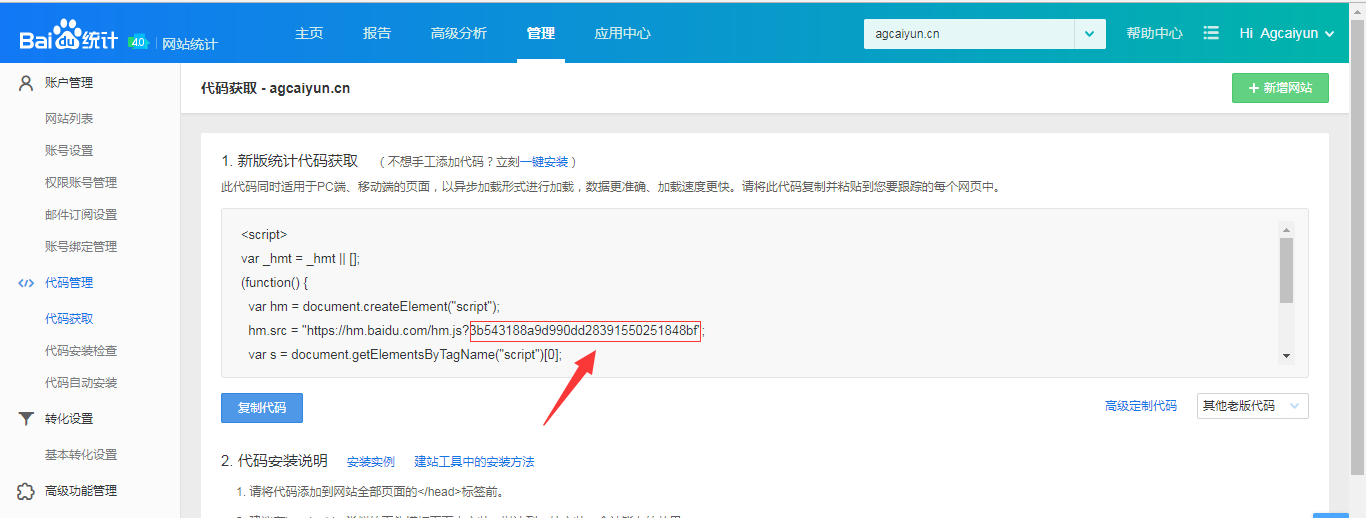 Bai du 统计 4.0 | 网站统计 主页 报告 高级分析 管理 应用中心 agcaiyun.cn 帮助中心 Hi Agcaiyun
账户管理
网站列表
账号设置
权限账号管理
邮件订阅设置
账号绑定管理
代码管理
代码获取
代码安装检查
代码自动安装
转化设置
基本转化设置
高级功能管理
代码获取 - agcaiyun.cn
+ 新增网站
1. 新版统计代码获取 （不想手工添加代码？立刻一键安装）
此代码同时适用于PC端、移动端的页面，以异步加载形式进行加载，数据更准确、加载速度更快。请将此代码复制并粘贴到您要跟踪的每个网页中。
<script>
var _hmt = _hmt || [];
(function() {
var hm = document.createElement("script");
hm.src = "https://hm.baidu.com/hm.js?3b543188a9d990dd28391550251848bf";
var s = document.getElementsByTagName("script")[0];
复制代码 高级定制代码 其他老版代码
2. 代码安装说明 安装实例 建站工具中的安装方法
1. 请将代码添加到网站全部页面的</head>标签前。